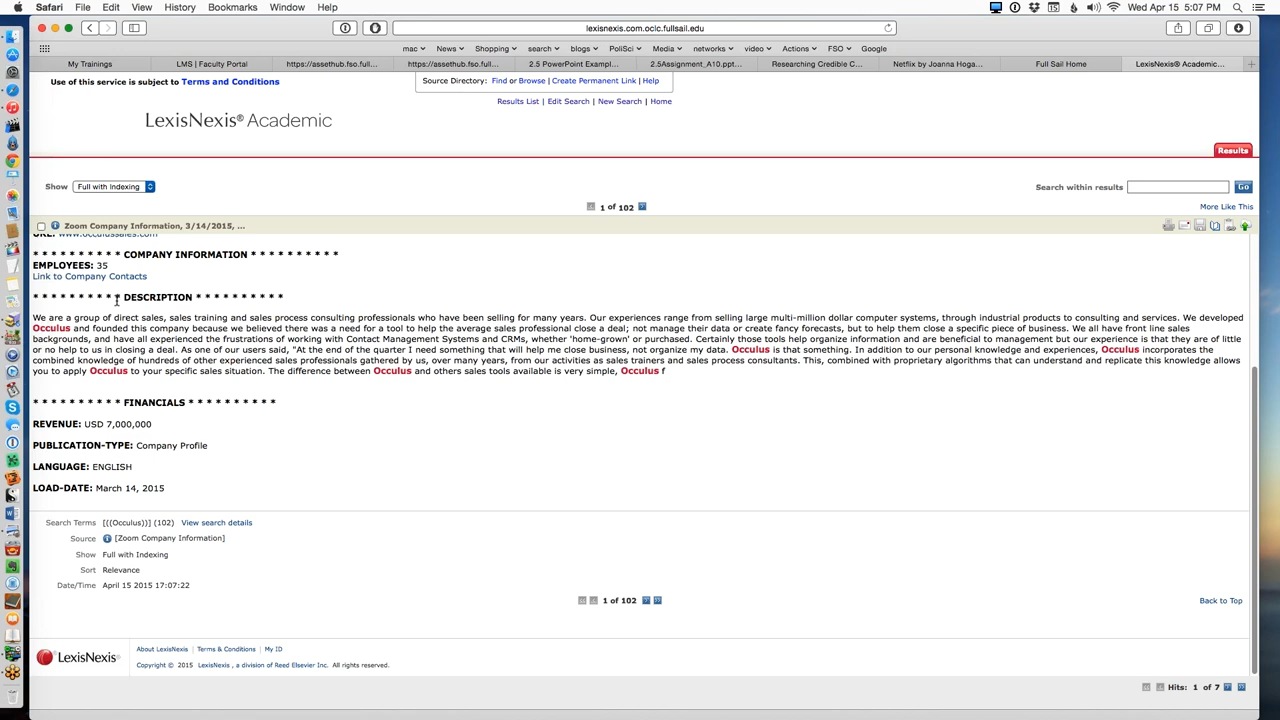 Safari File Edit View History Bookmarks Window Help Wed Apr 15 5:07 PM
lexisnexis.com.oclc.fullsail.edu
mac News Shopping search blogs PoliSci Media networks video Actions FSO Google
My Trainings LMS | Faculty Portal https://assethub.fso.full... https://assethub.fso.full... 2.5 PowerPoint Exampl... 2.5Assignment_A10.ppt... Researching Credible C... Netflix by Joanna Hoga... Full Sail Home LexisNexis® Academic...
Use of this service is subject to Terms and Conditions
Source Directory: Find or Browse | Create Permanent Link | Help
Results List | Edit Search | New Search | Home
LexisNexis® Academic
Results
Show Full with Indexing Search within results Go
1 of 102 More Like This
Zoom Company Information, 3/14/2015, ...
URL: www.occulussales.com
* * * * * * * * * * COMPANY INFORMATION * * * * * * * * * *
EMPLOYEES: 35
Link to Company Contacts
* * * * * * * * * * DESCRIPTION * * * * * * * * * *
We are a group of direct sales, sales training and sales process consulting professionals who have been selling for many years. Our experiences range from selling large multi-million dollar computer systems, through industrial products to consulting and services. We developed
Occulus and founded this company because we believed there was a need for a tool to help the average sales professional close a deal; not manage their data or create fancy forecasts, but to help them close a specific piece of business. We all have front line sales
backgrounds, and have all experienced the frustrations of working with Contact Management Systems and CRMs, whether 'home-grown' or purchased. Certainly those tools help organize information and are beneficial to management but our experience is that they are of little
or no help to us in closing a deal. As one of our users said, "At the end of the quarter I need something that will help me close business, not organize my data. Occulus is that something. In addition to our personal knowledge and experiences, Occulus incorporates the
combined knowledge of hundreds of other experienced sales professionals gathered by us, over many years, from our activities as sales trainers and sales process consultants. This, combined with proprietary algorithms that can understand and replicate this knowledge allows
you to apply Occulus to your specific sales situation. The difference between Occulus and others sales tools available is very simple, Occulus f
* * * * * * * * * * FINANCIALS * * * * * * * * * *
REVENUE: USD 7,000,000
PUBLICATION-TYPE: Company Profile
LANGUAGE: ENGLISH
LOAD-DATE: March 14, 2015
Search Terms [((Occulus))] (102) View search details
Source [Zoom Company Information]
Show Full with Indexing
Sort Relevance
Date/Time April 15 2015 17:07:22
1 of 102 Back to Top
LexisNexis® About LexisNexis | Terms & Conditions | My ID
Copyright © 2015 LexisNexis , a division of Reed Elsevier Inc. All rights reserved.
Hits: 1 of 7